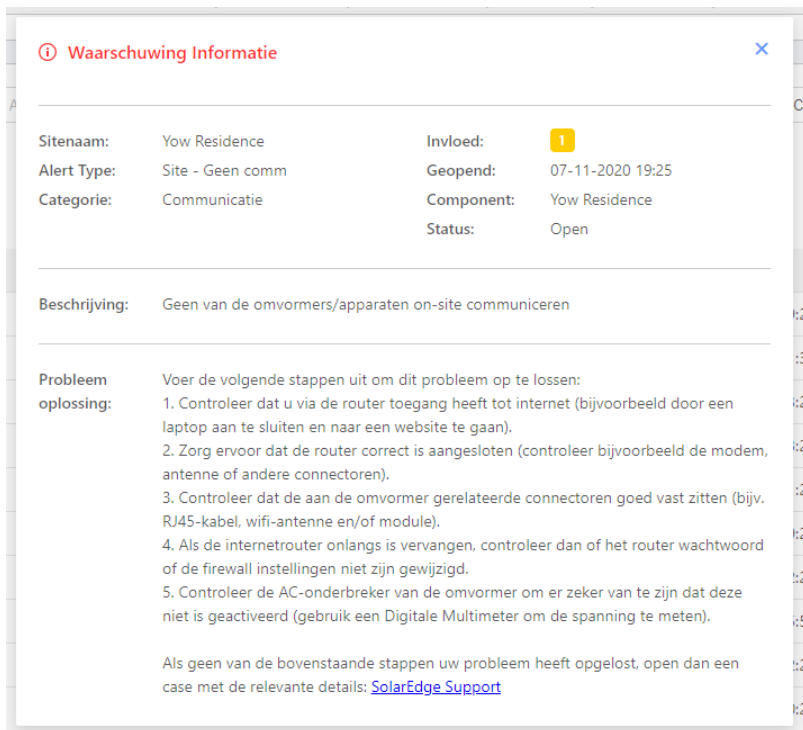 Waarschuwing Informatie
Sitenaam: Yow Residence Invloed: 1
Alert Type: Site - Geen comm Geopend: 07-11-2020 19:25
Categorie: Communicatie Component: Yow Residence
Status: Open
Beschrijving: Geen van de omvormers/apparaten on-site communiceren
Probleem oplossing:
Voer de volgende stappen uit om dit probleem op te lossen:
1. Controleer dat u via de router toegang heeft tot internet (bijvoorbeeld door een
laptop aan te sluiten en naar een website te gaan).
2. Zorg ervoor dat de router correct is aangesloten (controleer bijvoorbeeld de modem,
antenne of andere connectoren).
3. Controleer dat de aan de omvormer gerelateerde connectoren goed vast zitten (bijv.
RJ45-kabel, wifi-antenne en/of module).
4. Als de internetrouter onlangs is vervangen, controleer dan of het router wachtwoord
of de firewall instellingen niet zijn gewijzigd.
5. Controleer de AC-onderbreker van de omvormer om er zeker van te zijn dat deze
niet is geactiveerd (gebruik een Digitale Multimeter om de spanning te meten).
Als geen van de bovenstaande stappen uw probleem heeft opgelost, open dan een
case met de relevante details: SolarEdge Support